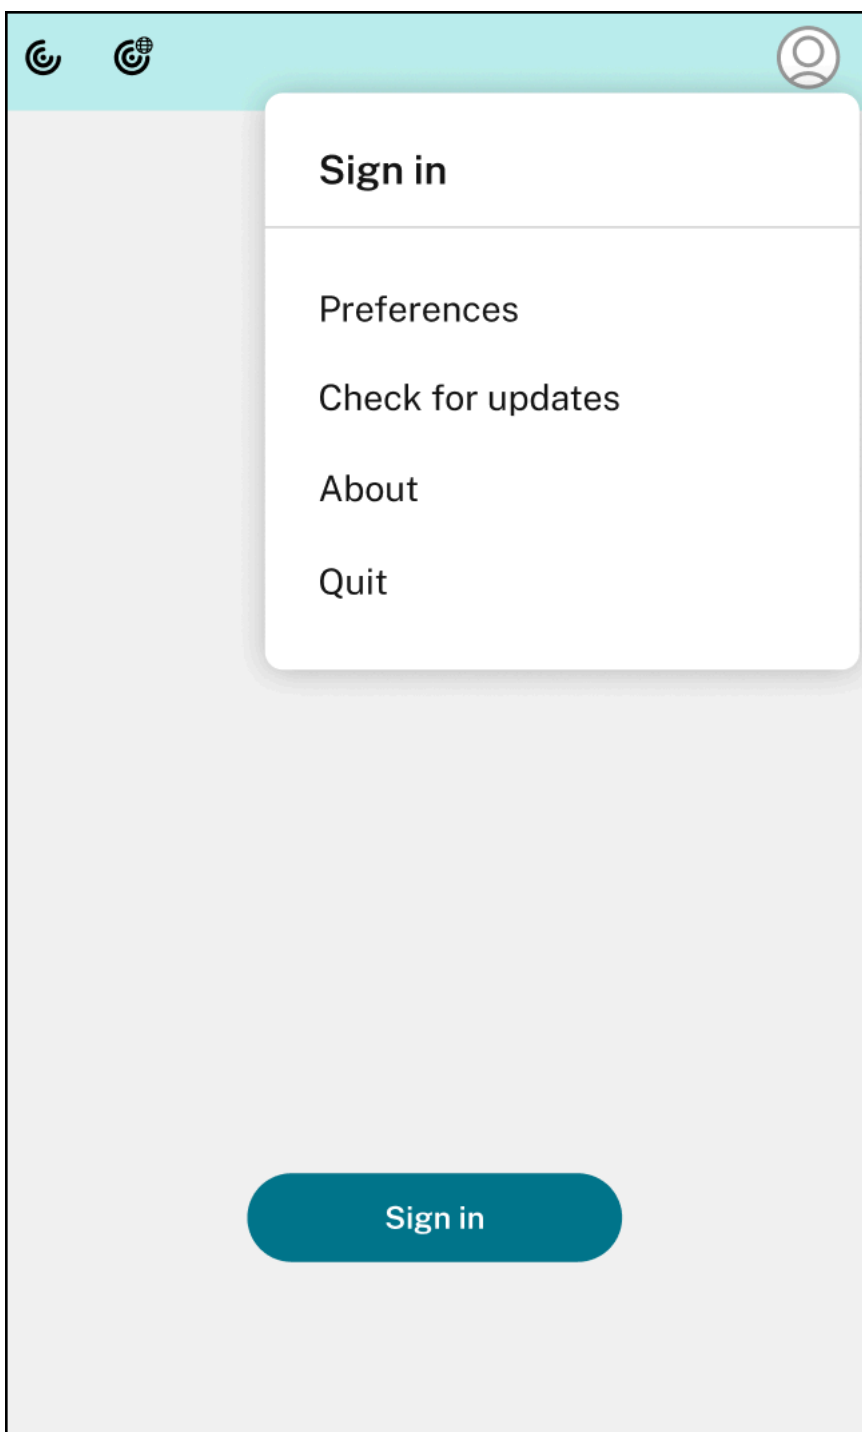 Sign in
Preferences
Check for updates
About
Quit
Sign in